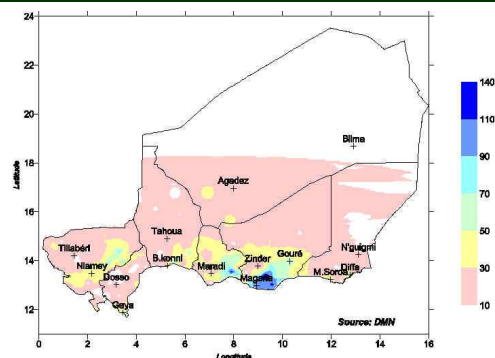 24
22
20
18
16
14
12
Latitude
0 2 4 6 8 10 12 14 16
Longitude
Bilma
Agadez
Tahoua
Tillabéri
N'guigmi
Gouré
B.konni
Zinder
Niamey
Maradi
Diffa
M.Soroa
Dosso
Magaria
Gaya
Source: DMN
140
110
90
70
50
30
10